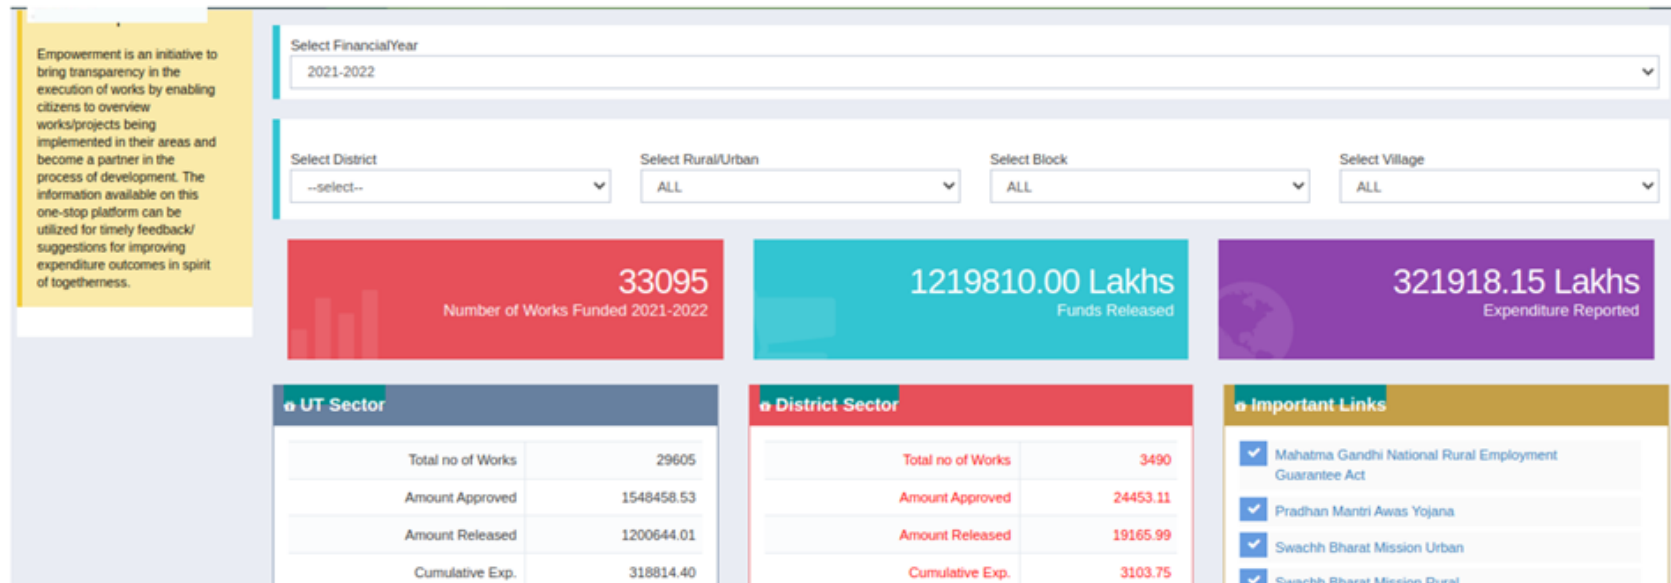 Empowerment is an initiative to
bring transparency in the
execution of works by enabling
citizens to overview
works/projects being
implemented in their areas and
become a partner in the
process of development. The
information available on this
one-stop platform can be
utilized for timely feedback/
suggestions for improving
expenditure outcomes in spirit
of togetherness.
Select FinancialYear
2021-2022
Select District
--select--
Select Rural/Urban
ALL
Select Block
ALL
Select Village
ALL
33095
Number of Works Funded 2021-2022
1219810.00 Lakhs
Funds Released
321918.15 Lakhs
Expenditure Reported
UT Sector
Total no of Works 29605
Amount Approved 1548458.53
Amount Released 1200644.01
Cumulative Exp. 318814.40
District Sector
Total no of Works 3490
Amount Approved 24453.11
Amount Released 19165.99
Cumulative Exp. 3103.75
Important Links
Mahatma Gandhi National Rural Employment
Guarantee Act
Pradhan Mantri Awas Yojana
Swachh Bharat Mission Urban
Swachh Bharat Mission Rural